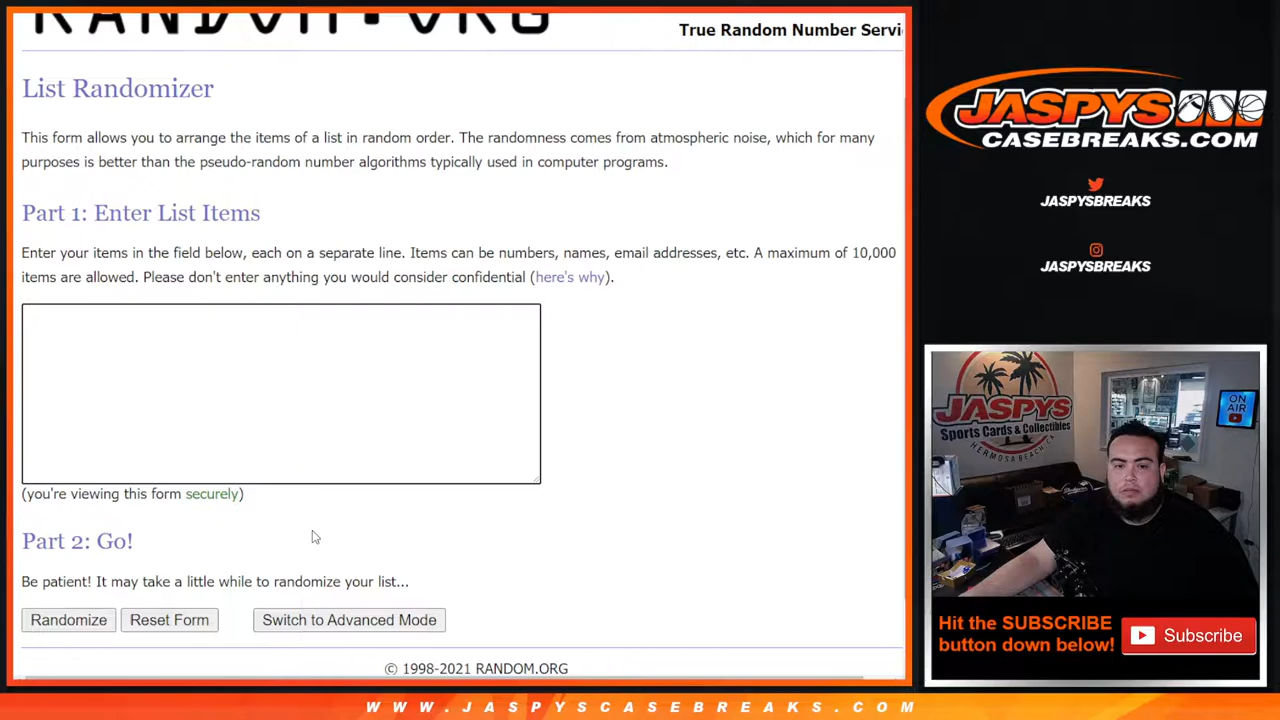 RANDOM.ORG
True Random Number Servi
List Randomizer
This form allows you to arrange the items of a list in random order. The randomness comes from atmospheric noise, which for many
purposes is better than the pseudo-random number algorithms typically used in computer programs.
Part 1: Enter List Items
Enter your items in the field below, each on a separate line. Items can be numbers, names, email addresses, etc. A maximum of 10,000
items are allowed. Please don't enter anything you would consider confidential (here's why).
(you're viewing this form securely)
Part 2: Go!
Be patient! It may take a little while to randomize your list...
Randomize
Reset Form
Switch to Advanced Mode
© 1998-2021 RANDOM.ORG
JASPYS
CASEBREAKS.COM
JASPYSBREAKS
JASPYSBREAKS
JASPYS
Sports Cards & Collectibles
HERMOSA BEACH, CA
ON
AIR
Hit the SUBSCRIBE
button down below!
Subscribe
WWW.JASPYSCASEBREAKS.COM